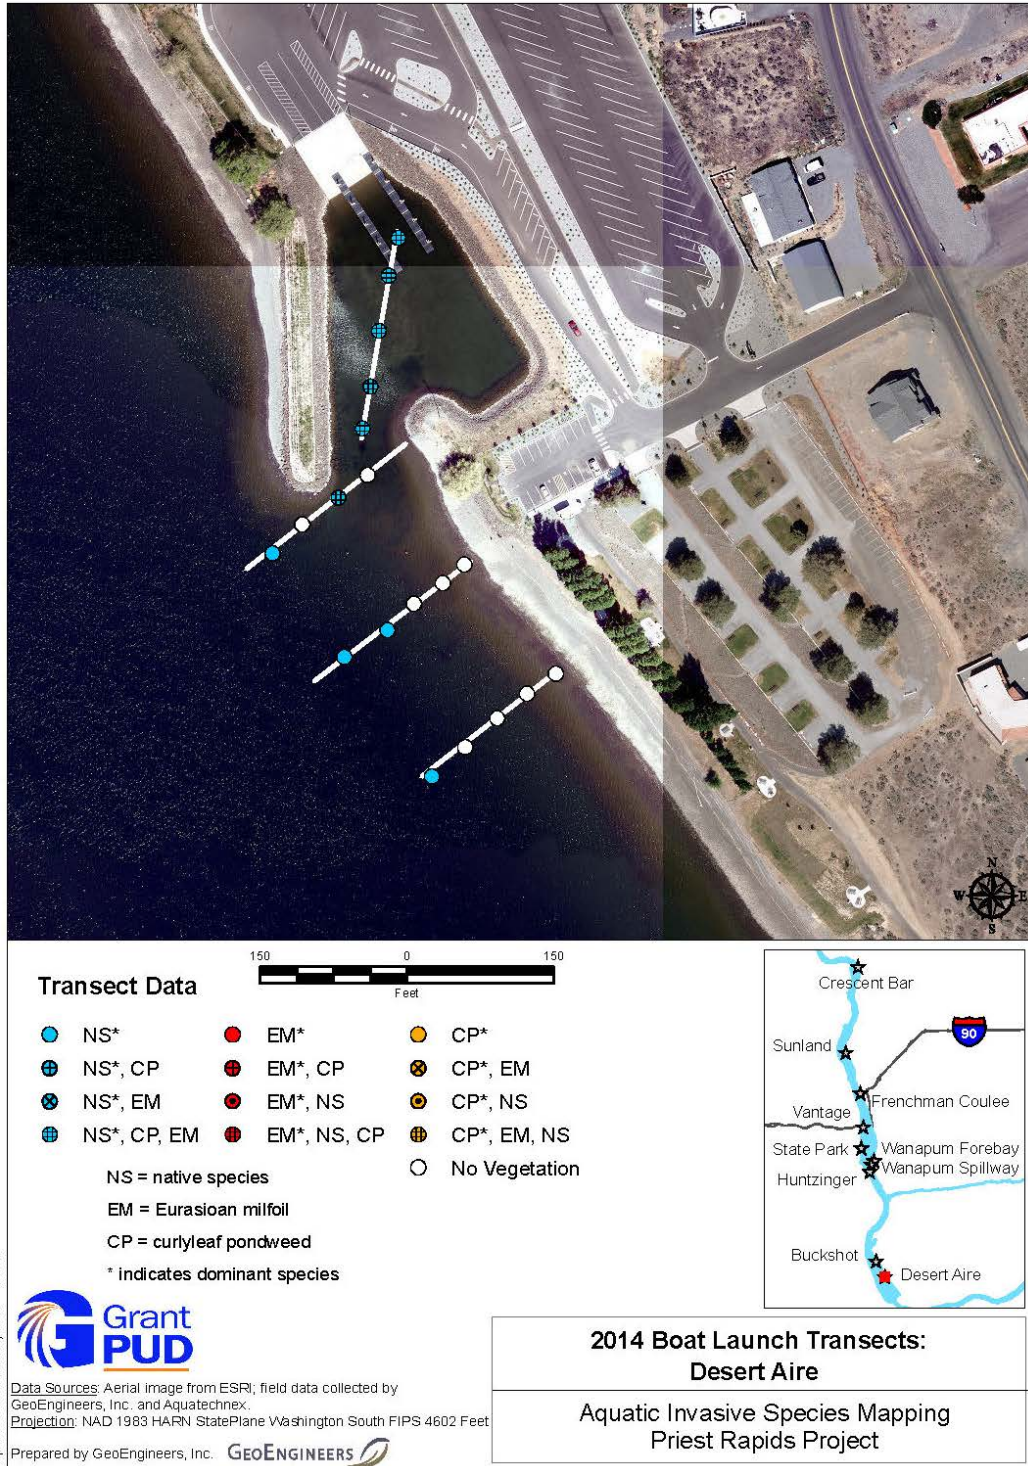 N
W E
S
Transect Data
150 0 150
Feet
NS* EM* CP*
NS*, CP EM*, CP CP*, EM
NS*, EM EM*, NS CP*, NS
NS*, CP, EM EM*, NS, CP CP*, EM, NS
No Vegetation
NS = native species
EM = Eurasioan milfoil
CP = curlyleaf pondweed
* indicates dominant species
Crescent Bar
90
Sunland
Frenchman Coulee
Vantage
State Park
Wanapum Forebay
Wanapum Spillway
Huntzinger
Buckshot
Desert Aire
Grant
PUD
Data Sources: Aerial image from ESRI; field data collected by
GeoEngineers, Inc. and Aquatechnex.
Projection: NAD 1983 HARN StatePlane Washington South FIPS 4602 Feet
Prepared by GeoEngineers, Inc. GEOENGINEERS
2014 Boat Launch Transects:
Desert Aire
Aquatic Invasive Species Mapping
Priest Rapids Project